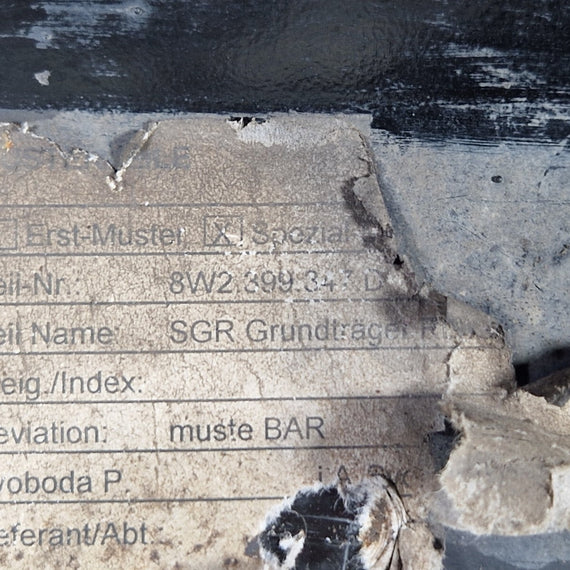 Erst-Muster [X] Spezial
eil-Nr.: 8W2.399.347 D
eil Name: SGR Grundträger R
eig./Index:
eviation: muste BAR
voboda P. i.A.
eferant/Abt.